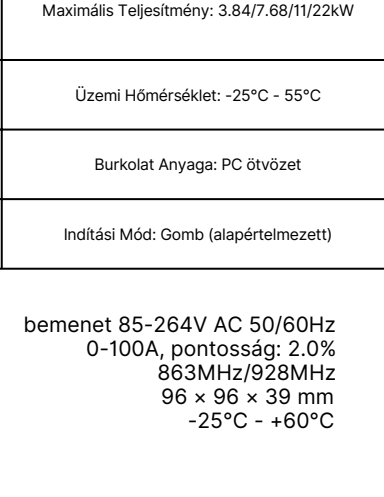 Maximális Teljesítmény: 3.84/7.68/11/22kW
Üzemi Hőmérséklet: -25°C - 55°C
Burkolat Anyaga: PC ötvözet
Indítási Mód: Gomb (alapértelmezett)
bemenet 85-264V AC 50/60Hz
0-100A, pontosság: 2.0%
863MHz/928MHz
96 × 96 × 39 mm
-25°C - +60°C